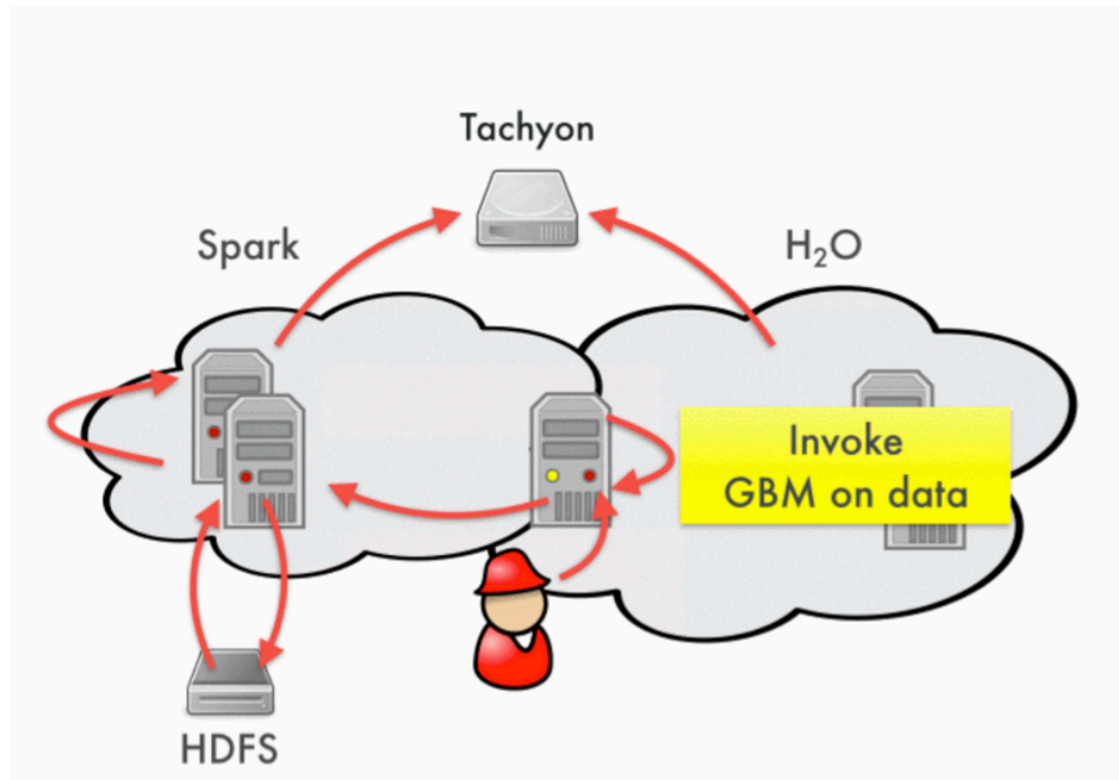 Tachyon
Spark
H₂O
Invoke
GBM on data
HDFS